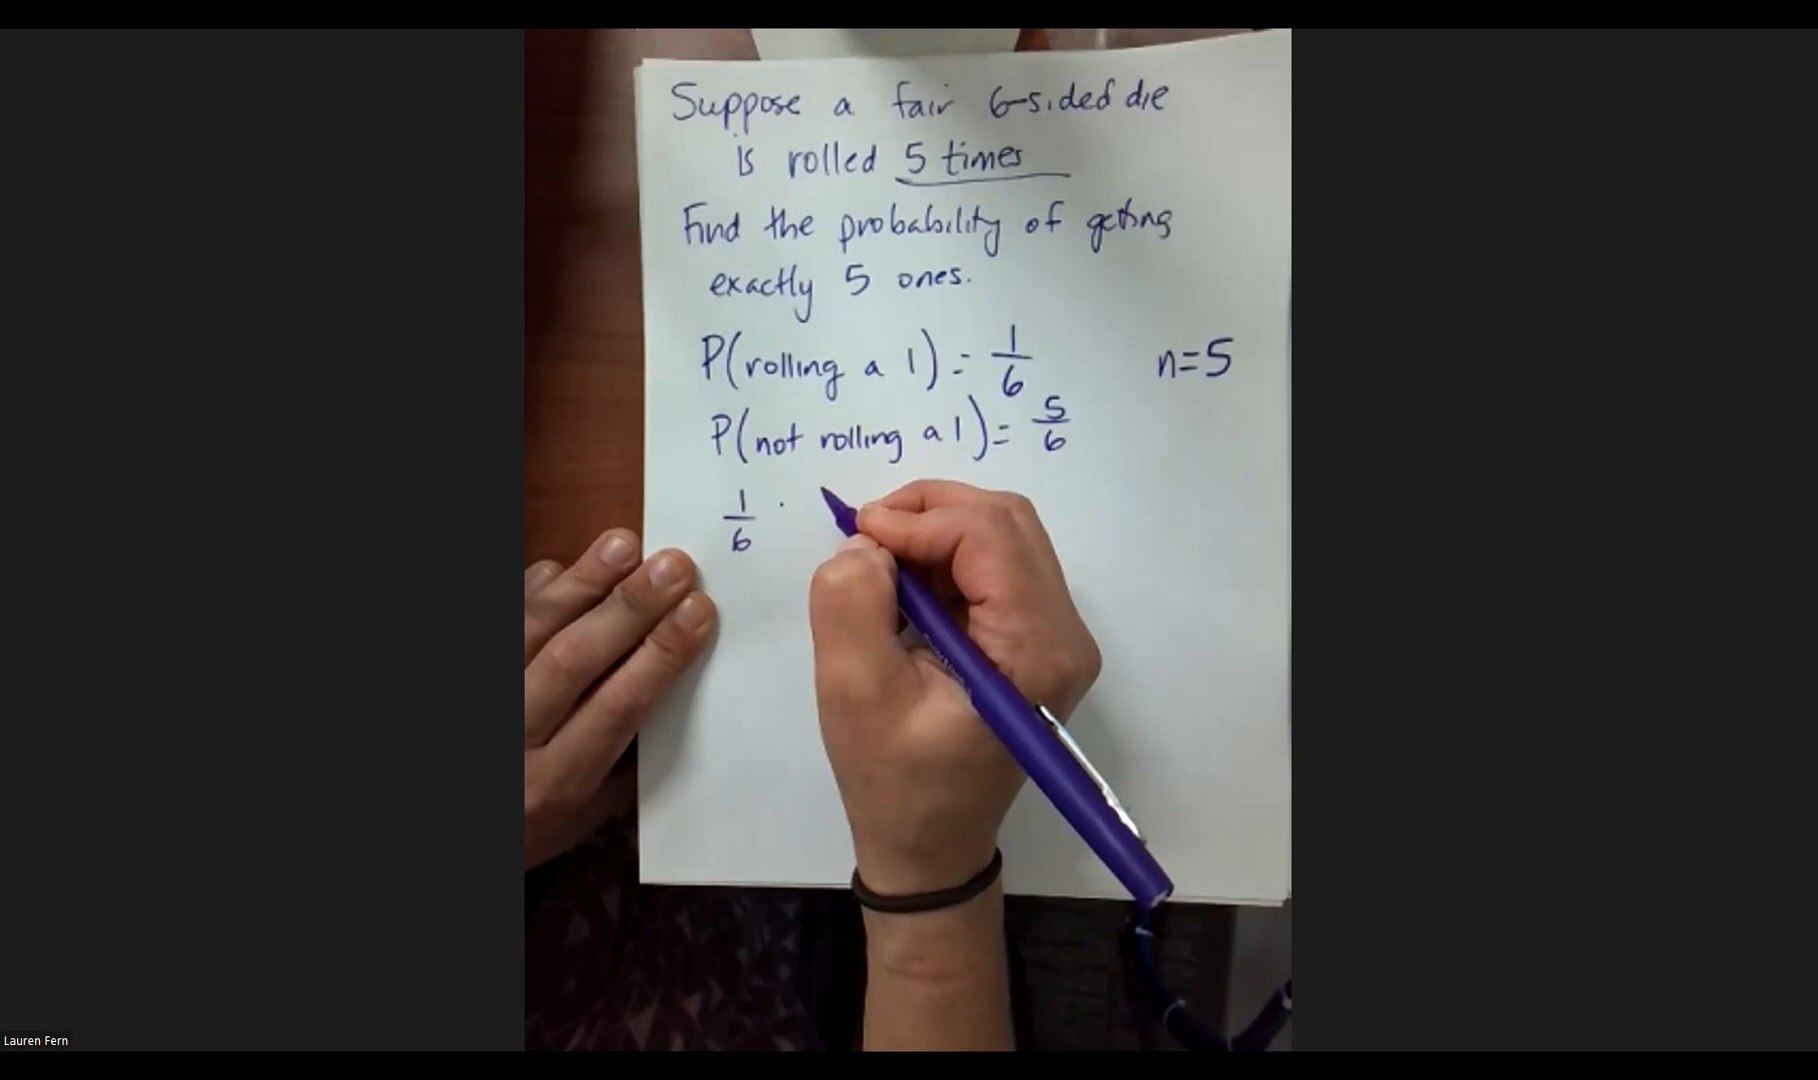 Suppose a fair 6-sided die
is rolled 5 times
Find the probability of getting
exactly 5 ones.
P(rolling a 1) = 1/6 n=5
P(not rolling a 1) = 5/6
1/6 ·
Lauren Fern